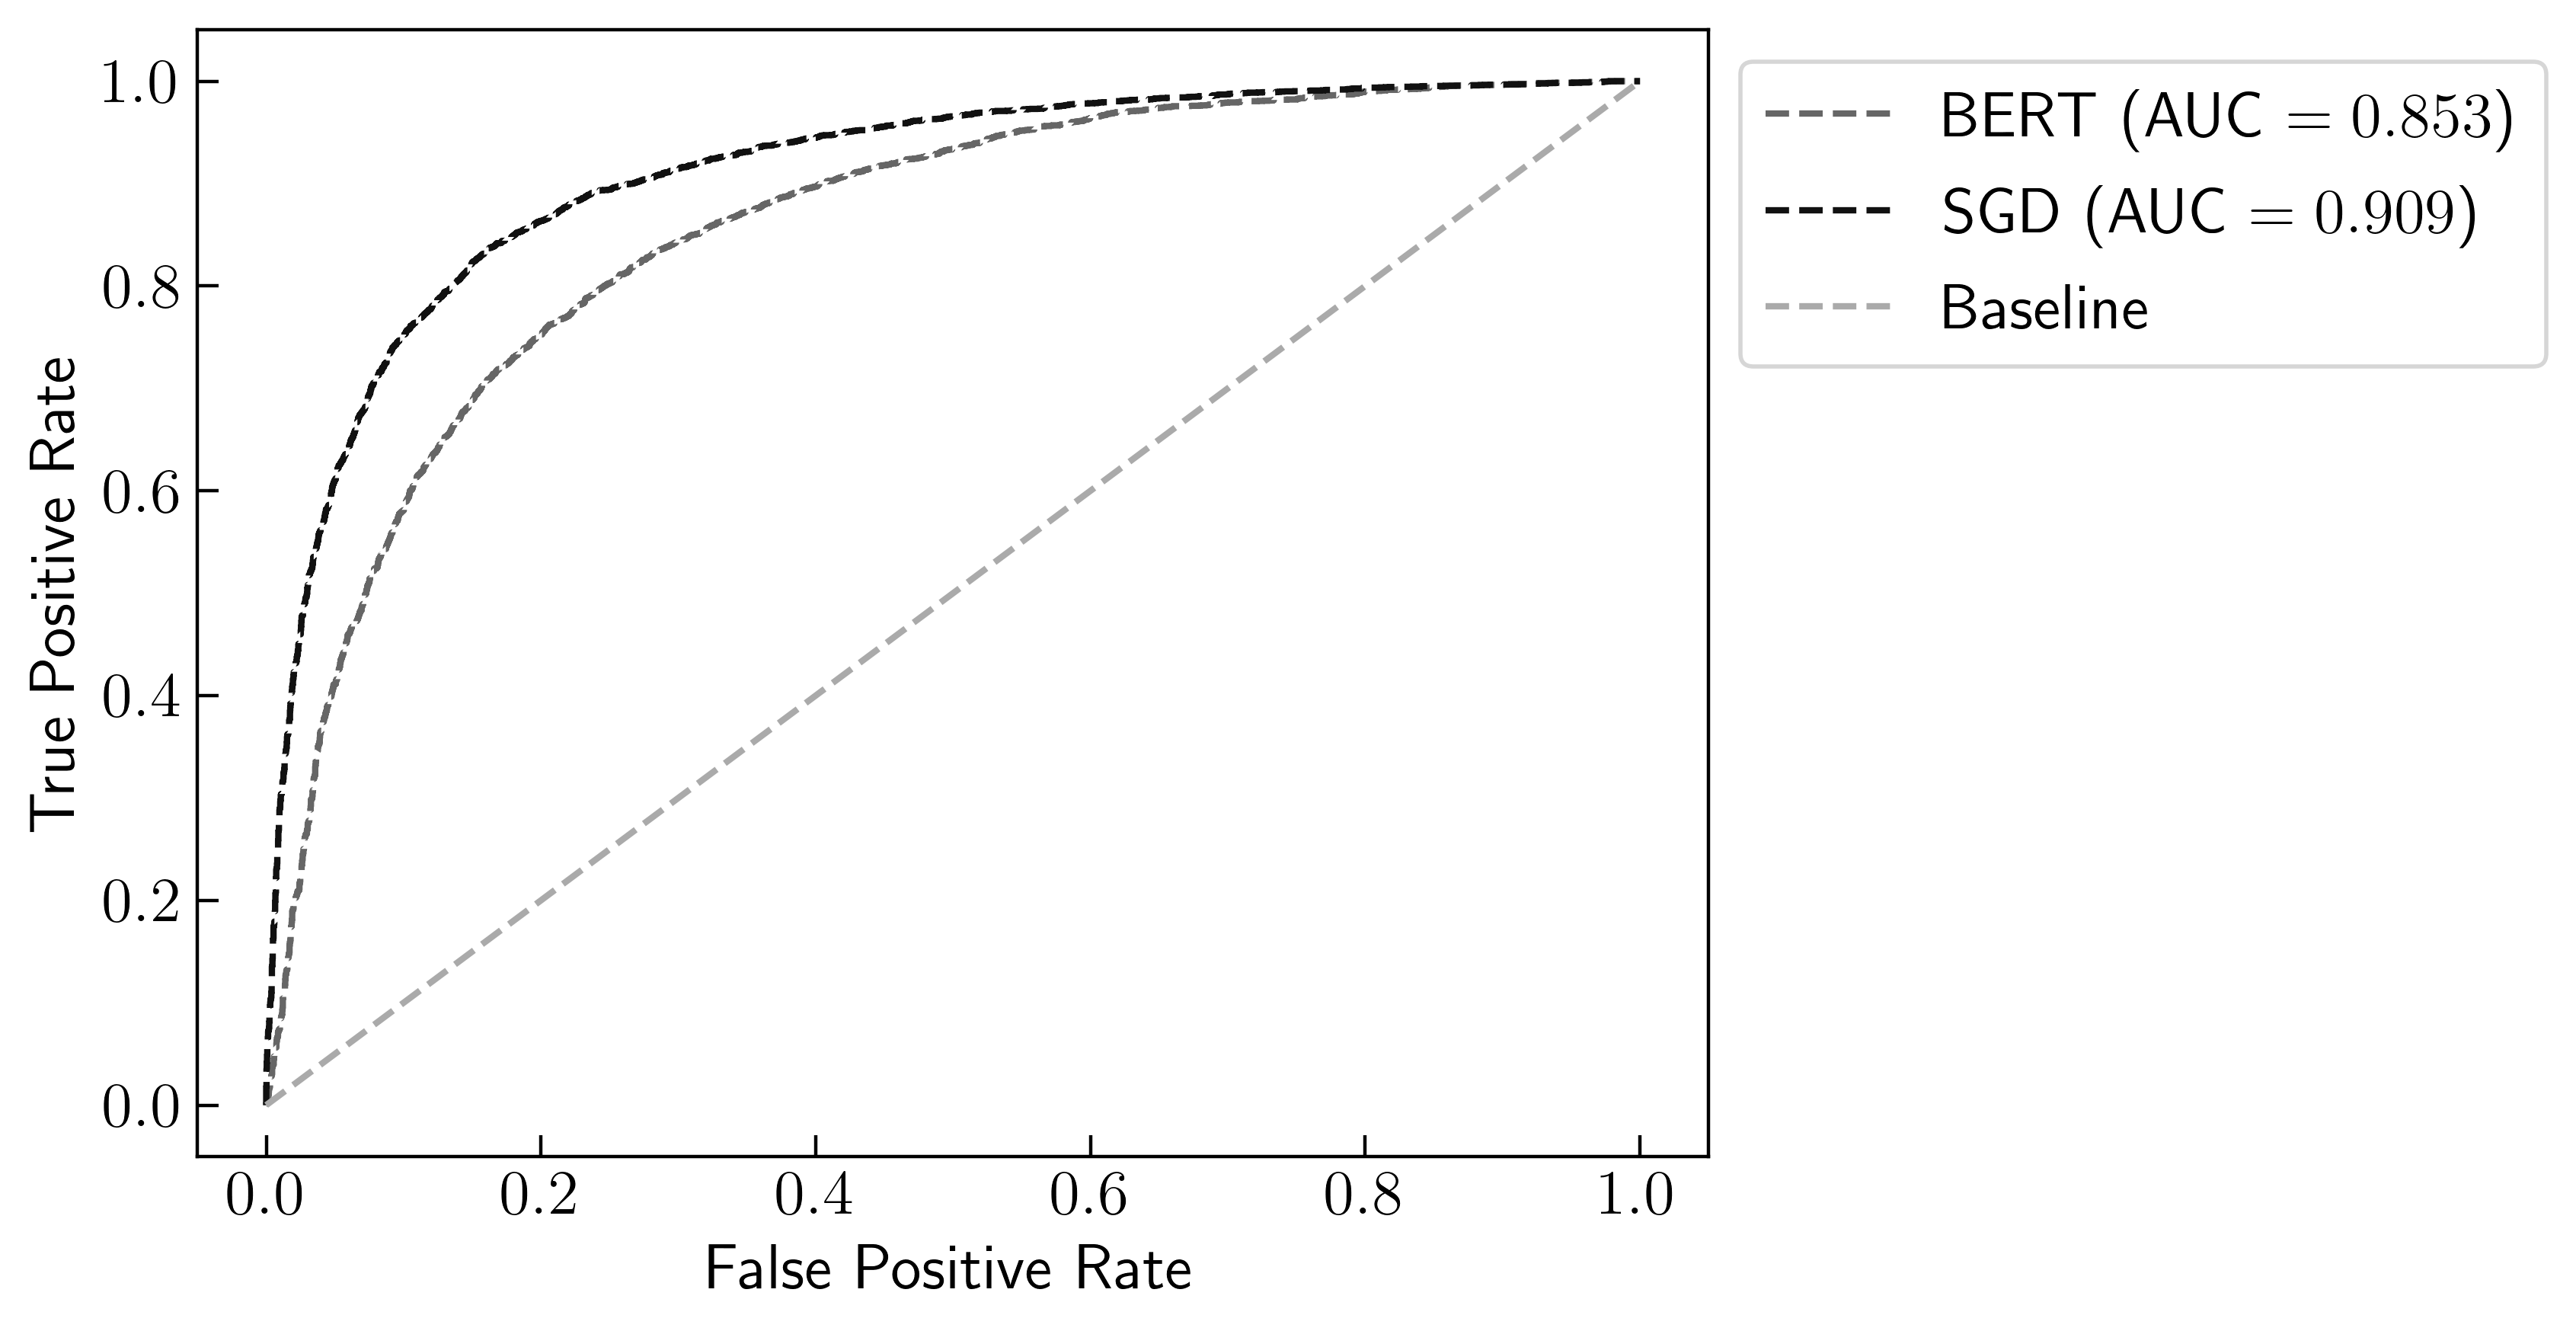 BERT (AUC = 0.853)
SGD (AUC = 0.909)
Baseline
True Positive Rate
1.0
0.8
0.6
0.4
0.2
0.0
0.0 0.2 0.4 0.6 0.8 1.0
False Positive Rate